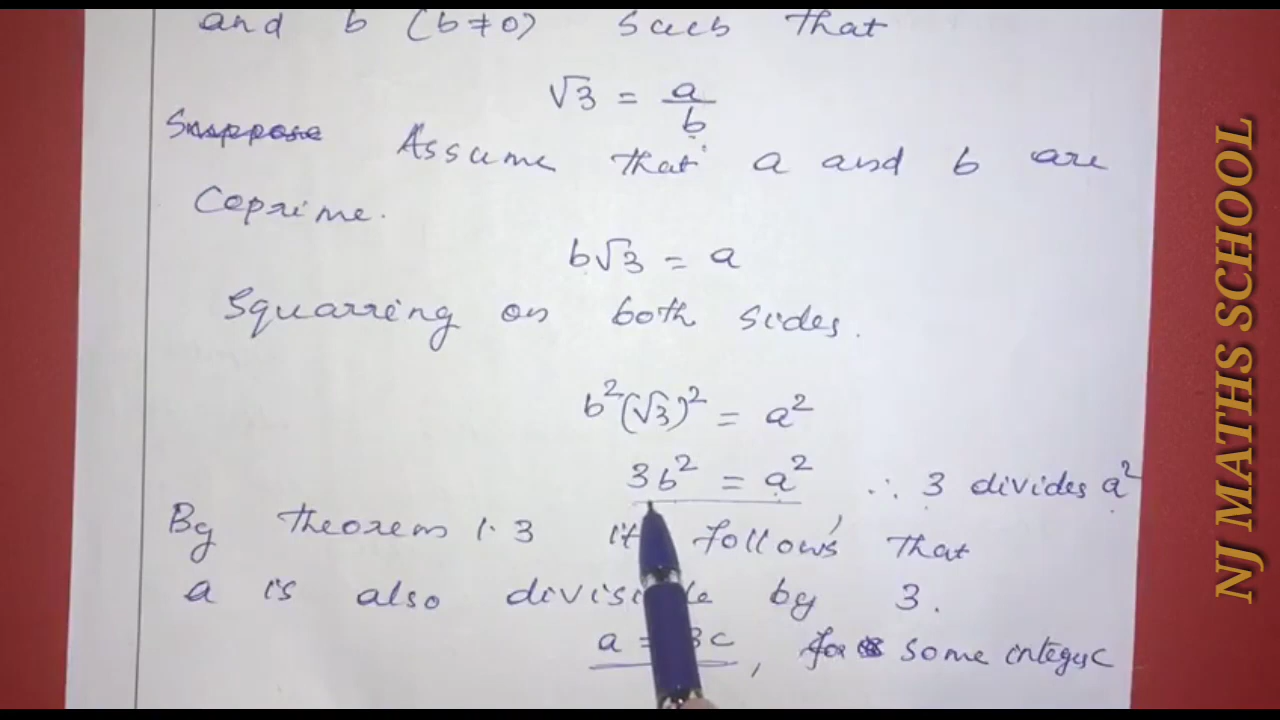 and b (b≠0) Such that
√3 = a/b
Suppose Assume that a and b are
Coprime.
b√3 = a
Squarring on both sides.
b²(√3)² = a²
3b² = a², ∴ 3 divides a²
By theorem 1.3 it follows that
a is also divisible by 3.
a = 3c, for some integer c
NJ MATHS SCHOOL